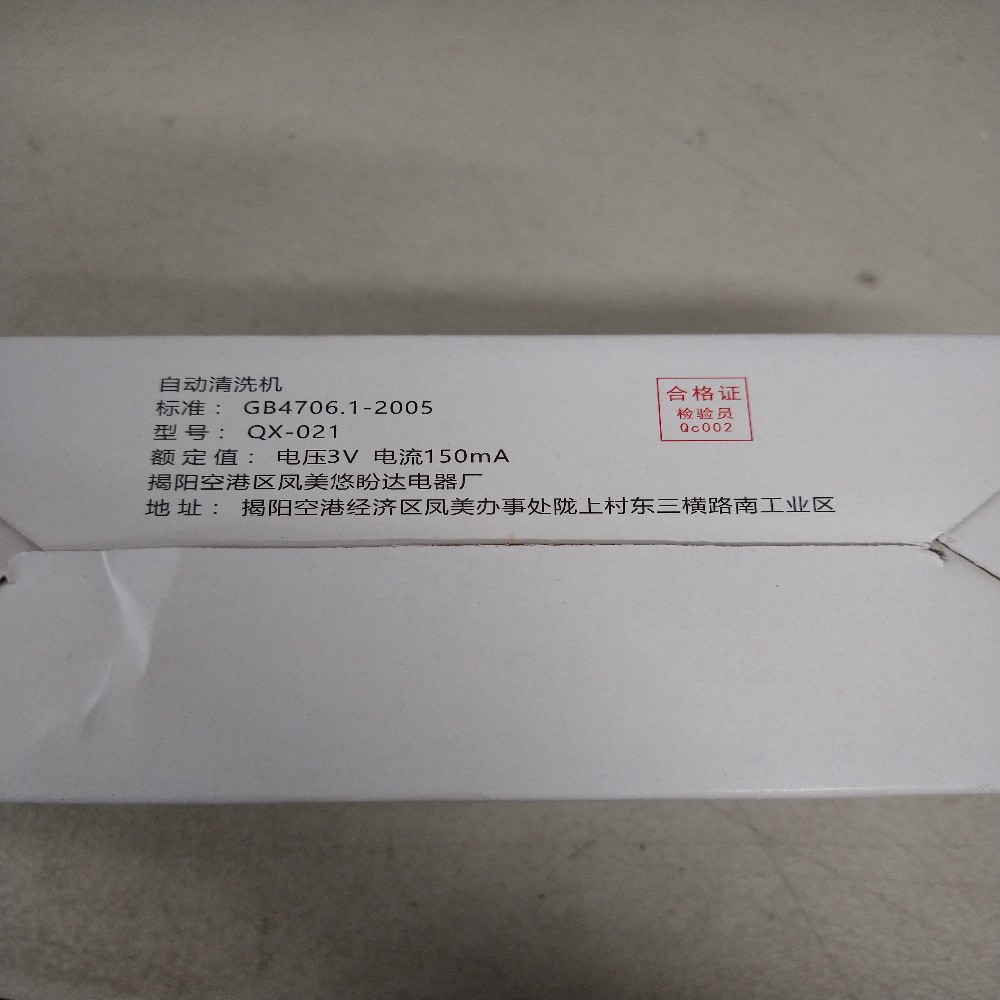 自动清洗机
标准： GB4706.1-2005
型号： QX-021
额定值： 电压3V 电流150mA
揭阳空港区凤美悠盼达电器厂
地址： 揭阳空港经济区凤美办事处陇上村东三横路南工业区
合格证
检验员
Qc002